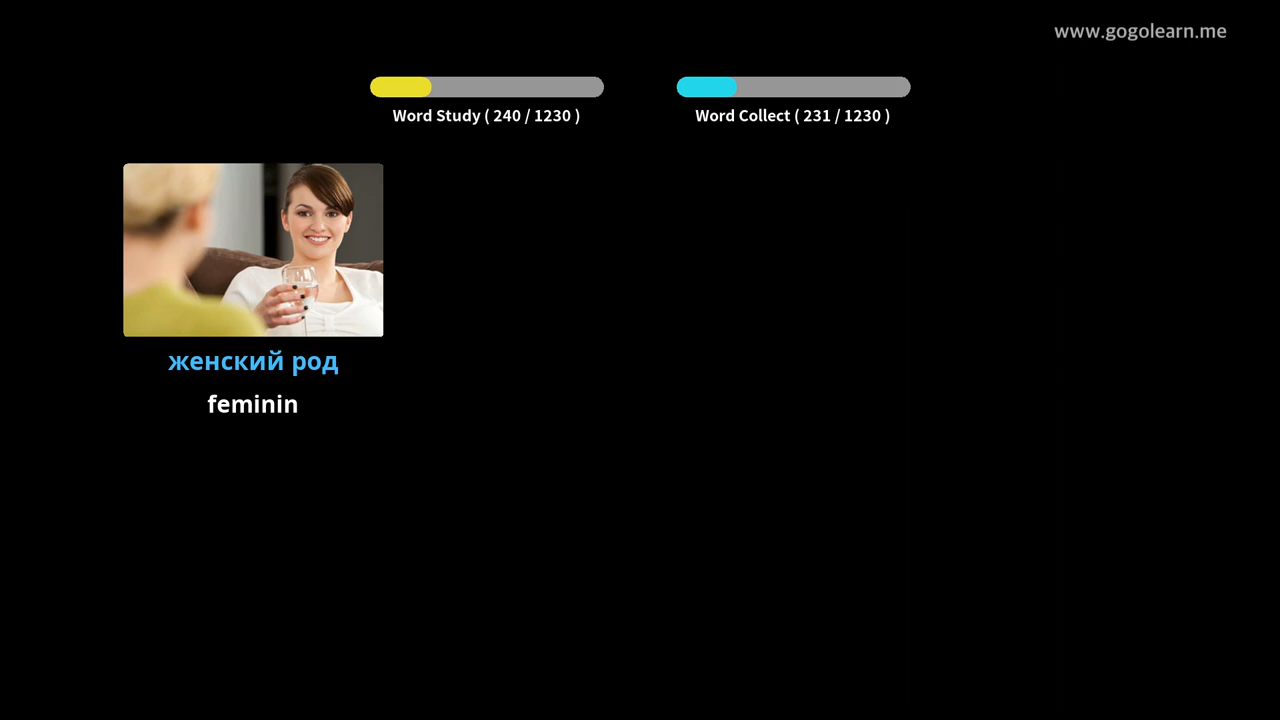 www.gogolearn.me
Word Study ( 240 / 1230 )
Word Collect ( 231 / 1230 )
женский род
feminin